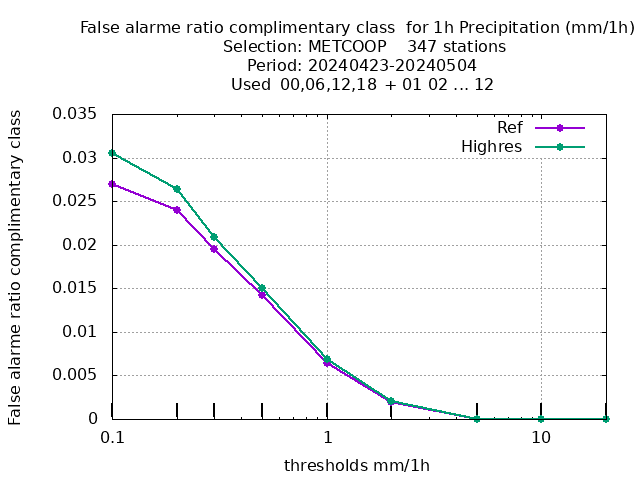 False alarme ratio complimentary class  for 1h Precipitation (mm/1h)
Selection: METCOOP    347 stations
Period: 20240423-20240504
Used  00,06,12,18  + 01 02 ... 12
False alarme ratio complimentary class
0.035
0.03
0.025
0.02
0.015
0.01
0.005
0
Ref
Highres
0.1
1
10
thresholds mm/1h